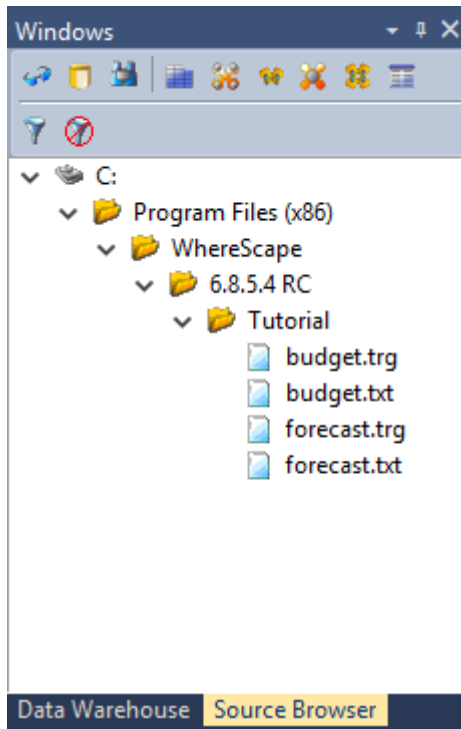 Windows
C:
Program Files (x86)
WhereScape
6.8.5.4 RC
Tutorial
budget.trg
budget.txt
forecast.trg
forecast.txt
Data Warehouse Source Browser